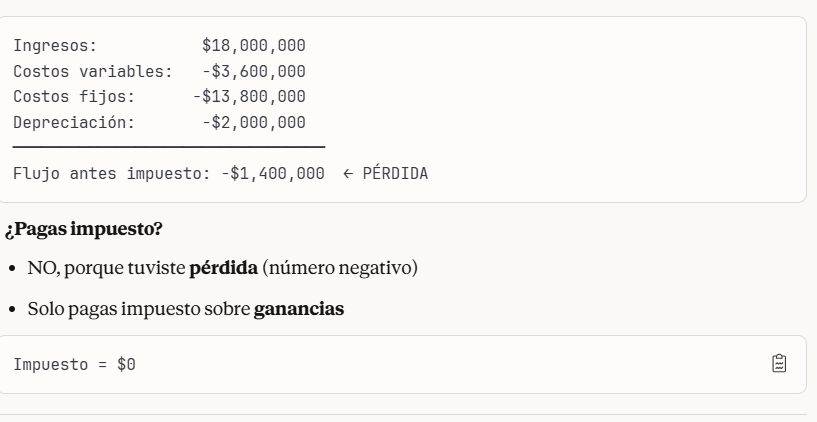 Ingresos: $18,000,000
Costos variables: -$3,600,000
Costos fijos: -$13,800,000
Depreciación: -$2,000,000
Flujo antes impuesto: -$1,400,000 ← PÉRDIDA
¿Pagas impuesto?
• NO, porque tuviste pérdida (número negativo)
• Solo pagas impuesto sobre ganancias
Impuesto = $0